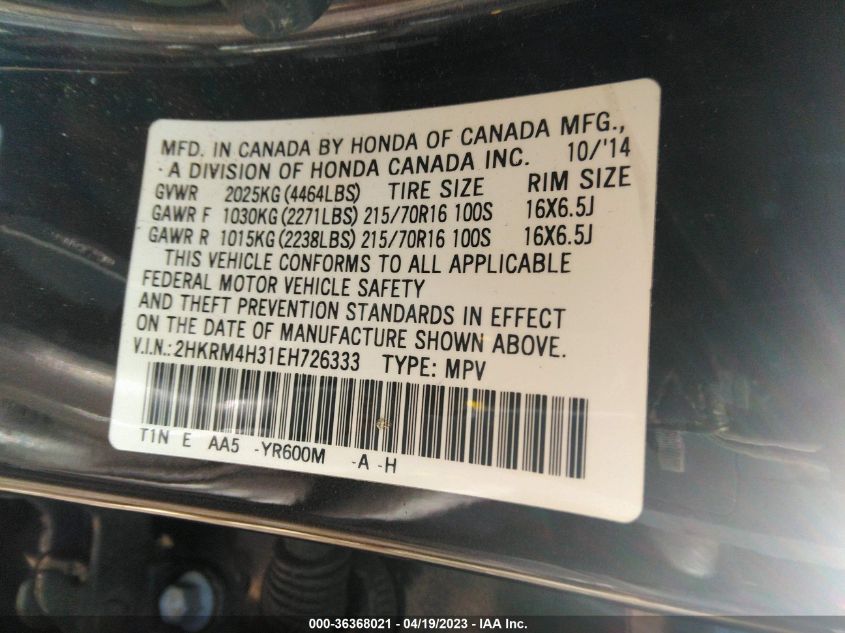 MFD. IN CANADA BY HONDA OF CANADA MFG.,
A DIVISION OF HONDA CANADA INC. 10/'14
GVWR 2025KG (4464LBS) TIRE SIZE RIM SIZE
GAWR F 1030KG (2271LBS) 215/70R16 100S 16X6.5J
GAWR R 1015KG (2238LBS) 215/70R16 100S 16X6.5J
THIS VEHICLE CONFORMS TO ALL APPLICABLE
FEDERAL MOTOR VEHICLE SAFETY
AND THEFT PREVENTION STANDARDS IN EFFECT
ON THE DATE OF MANUFACTURE SHOWN ABOVE.
V.I.N.: 2HKRM4H31EH726333 TYPE: MPV
T1N E AA5 -YR600M -A -H
000-36368021 - 04/19/2023 - IAA Inc.